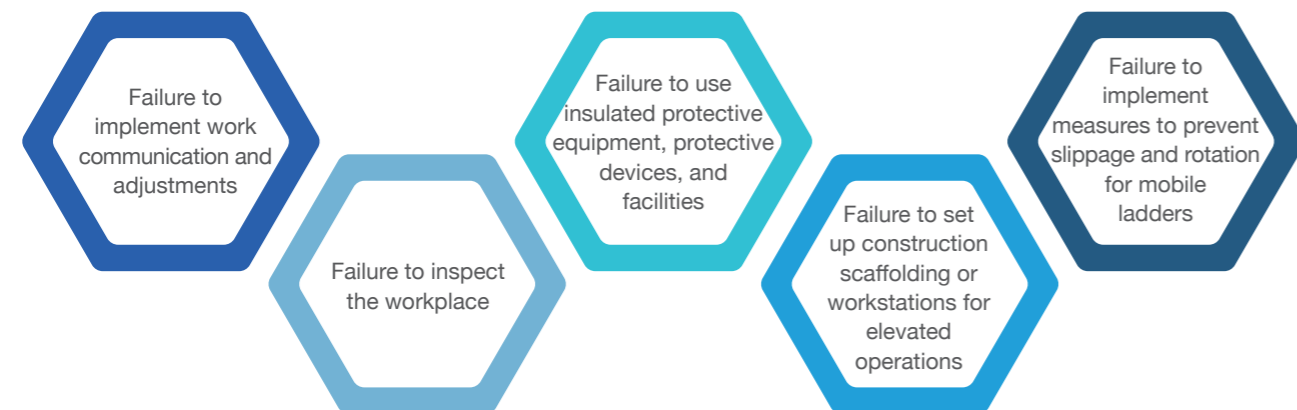 Failure to
implement work
communication and
adjustments
Failure to inspect
the workplace
Failure to use
insulated protective
equipment, protective
devices, and
facilities
Failure to set
up construction
scaffolding or
workstations for
elevated
operations
Failure to
implement
measures to prevent
slippage and rotation
for mobile
ladders